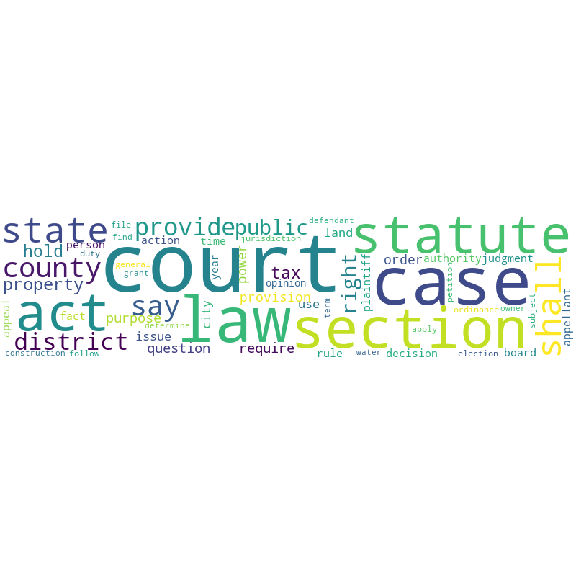 state
file
provide
public
defendant
statute
find
hold
person
action
time
jurisdiction
land
duty
court
county
general
grant
year
power
tax
opinion
right
plaintiff
order
authority
judgment
case
petition
shall
property
act
say
law
city
provision
use
term
section
ordinance
owner
subject
appellant
appeal
fact
purpose
determine
apply
district
issue
question
require
rule
water
decision
election
board
construction
follow